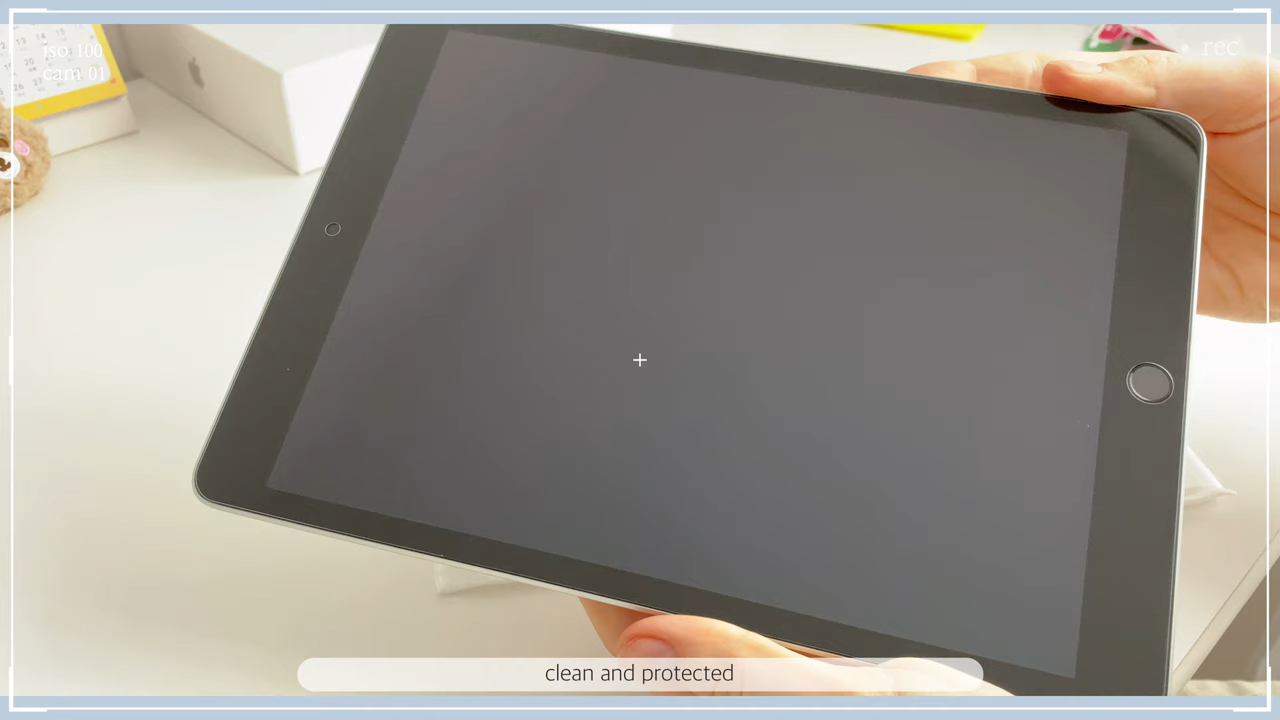 iso 100
cam 01
rec
clean and protected